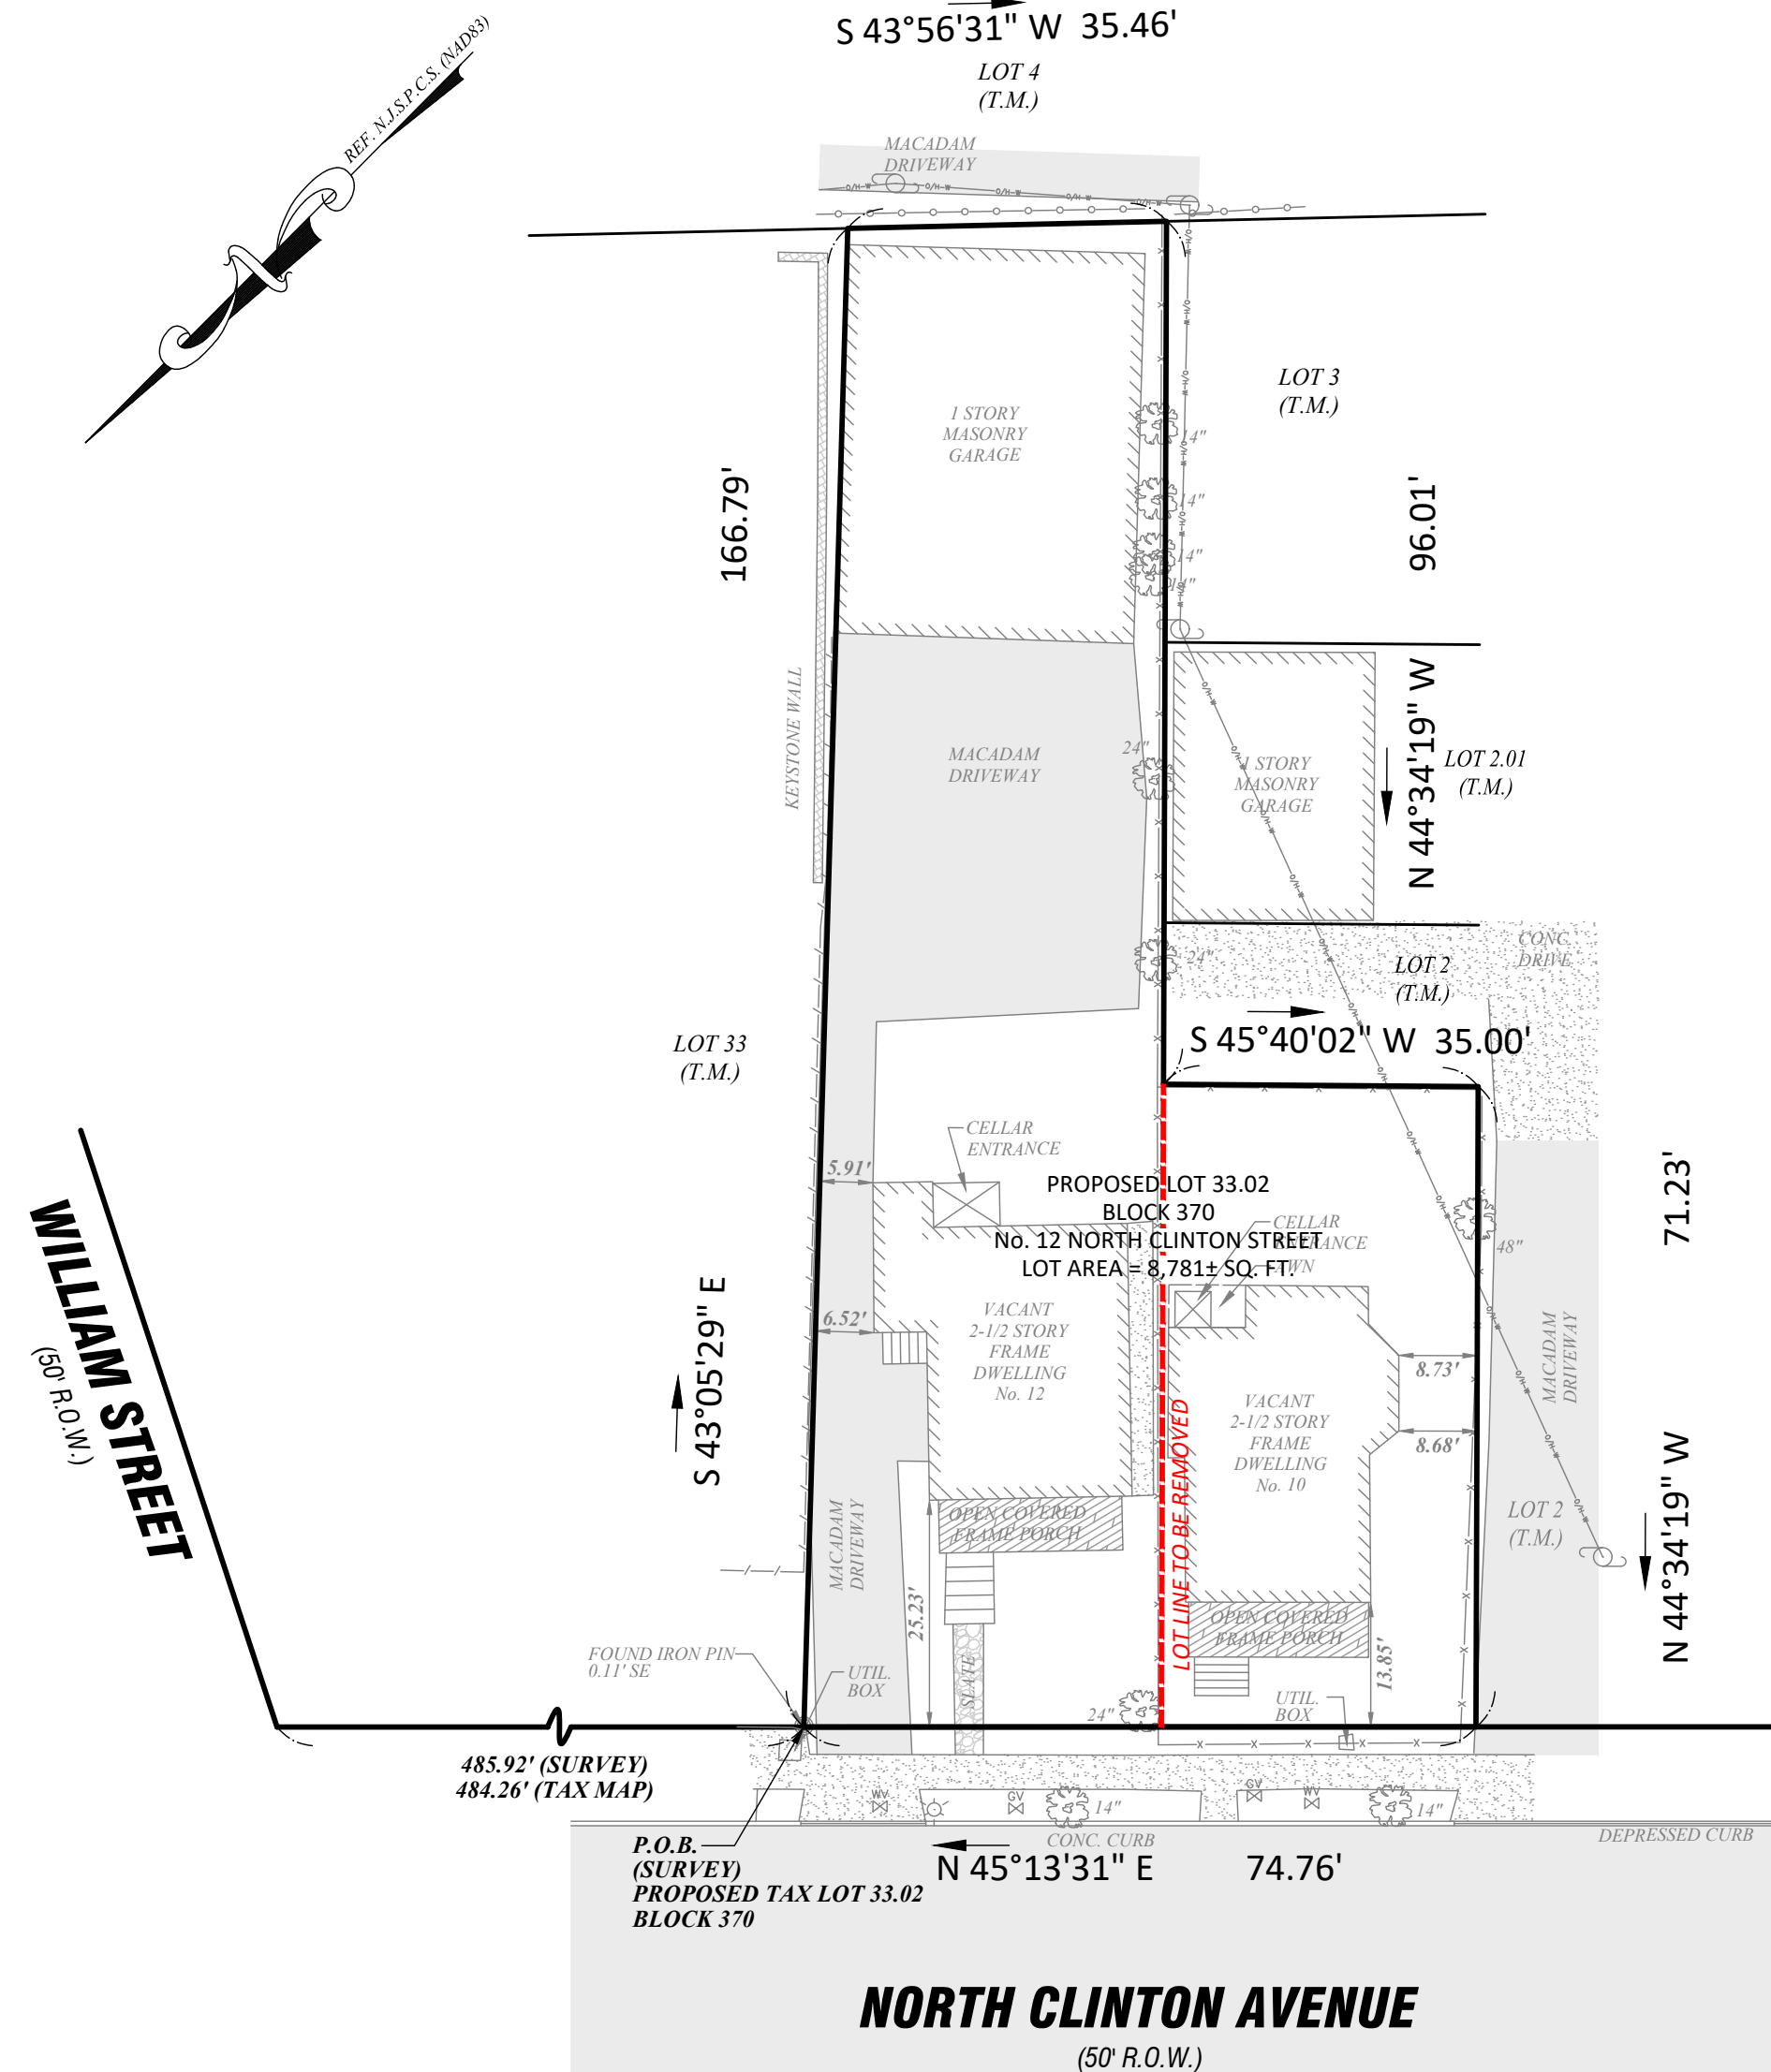 S 43°56'31" W 35.46'
LOT 4
(T.M.)
REF. N.J.S.P.C.S. (NAD83)
MACADAM
DRIVEWAY
O/H-W
O/H-W
O/H-W
O/H-W
O/H-W
1 STORY
MASONRY
GARAGE
LOT 3
(T.M.)
14"
14"
14"
14"
166.79'
96.01'
KEYSTONE WALL
MACADAM
DRIVEWAY
24"
1 STORY
MASONRY
GARAGE
N 44°34'19" W
LOT 2.01
(T.M.)
24"
CONC.
DRIVE
LOT 2
(T.M.)
S 45°40'02" W 35.00'
LOT 33
(T.M.)
CELLAR
ENTRANCE
5.91'
PROPOSED LOT 33.02
BLOCK 370
No. 12 NORTH CLINTON STREET
LOT AREA = 8,781± SQ. FT.
CELLAR
ENTRANCE
AWN
48"
71.23'
WILLIAM STREET
(50' R.O.W.)
S 43°05'29" E
6.52'
VACANT
2-1/2 STORY
FRAME
DWELLING
No. 12
8.73'
8.68'
VACANT
2-1/2 STORY
FRAME
DWELLING
No. 10
MACADAM
DRIVEWAY
LOT LINE TO BE REMOVED
OPEN COVERED
FRAME PORCH
MACADAM
DRIVEWAY
25.23'
LOT 2
(T.M.)
N 44°34'19" W
OPEN COVERED
FRAME PORCH
13.85'
FOUND IRON PIN
0.11' SE
UTIL.
BOX
SLATE
24"
UTIL.
BOX
485.92' (SURVEY)
484.26' (TAX MAP)
WV
GV
14"
GV
WV
14"
CONC. CURB
DEPRESSED CURB
P.O.B.
(SURVEY)
PROPOSED TAX LOT 33.02
BLOCK 370
N 45°13'31" E 74.76'
NORTH CLINTON AVENUE
(50' R.O.W.)